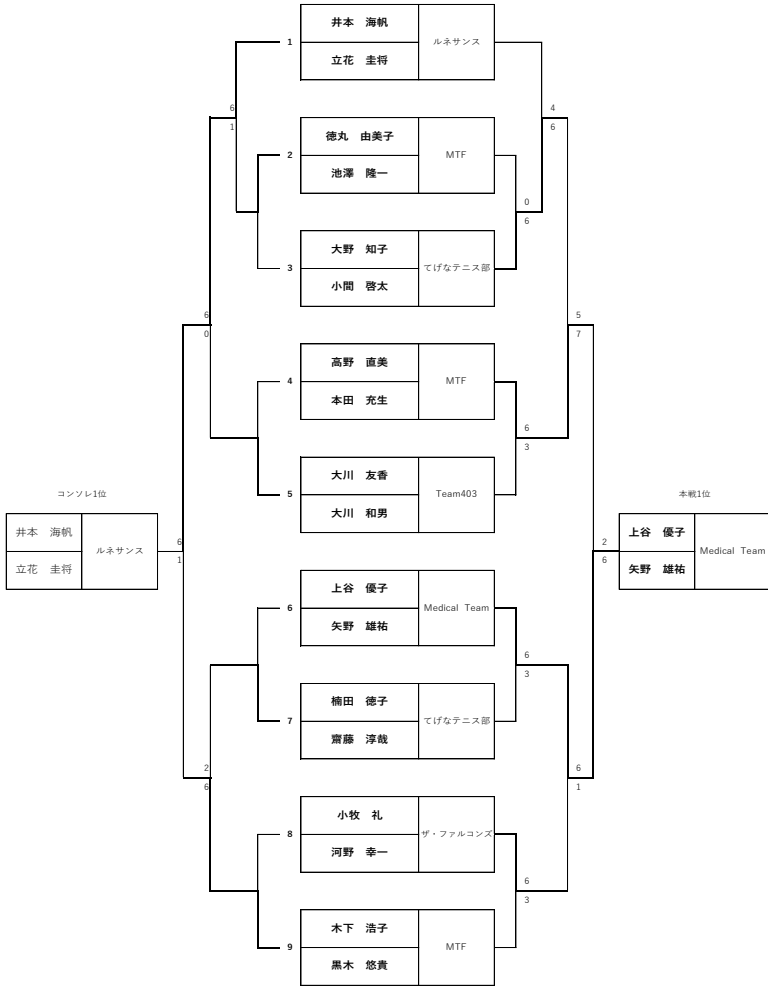 井本　海帆
1
ルネサンス
立花　圭将
6
1
4
6
徳丸　由美子
2
MTF
池澤　隆一
0
6
大野　知子
3
てげなテニス部
小間　啓太
6
0
5
7
高野　直美
4
MTF
本田　充生
6
3
大川　友香
5
Team403
大川　和男
コンソレ1位
井本　海帆
ルネサンス
立花　圭将
6
1
本戦1位
上谷　優子
Medical Team
矢野　雄祐
2
6
上谷　優子
6
Medical Team
矢野　雄祐
6
3
楠田　徳子
7
てげなテニス部
齋藤　淳哉
2
6
6
1
小牧　礼
8
ザ・ファルコンズ
河野　幸一
6
3
木下　浩子
9
MTF
黒木　悠貴